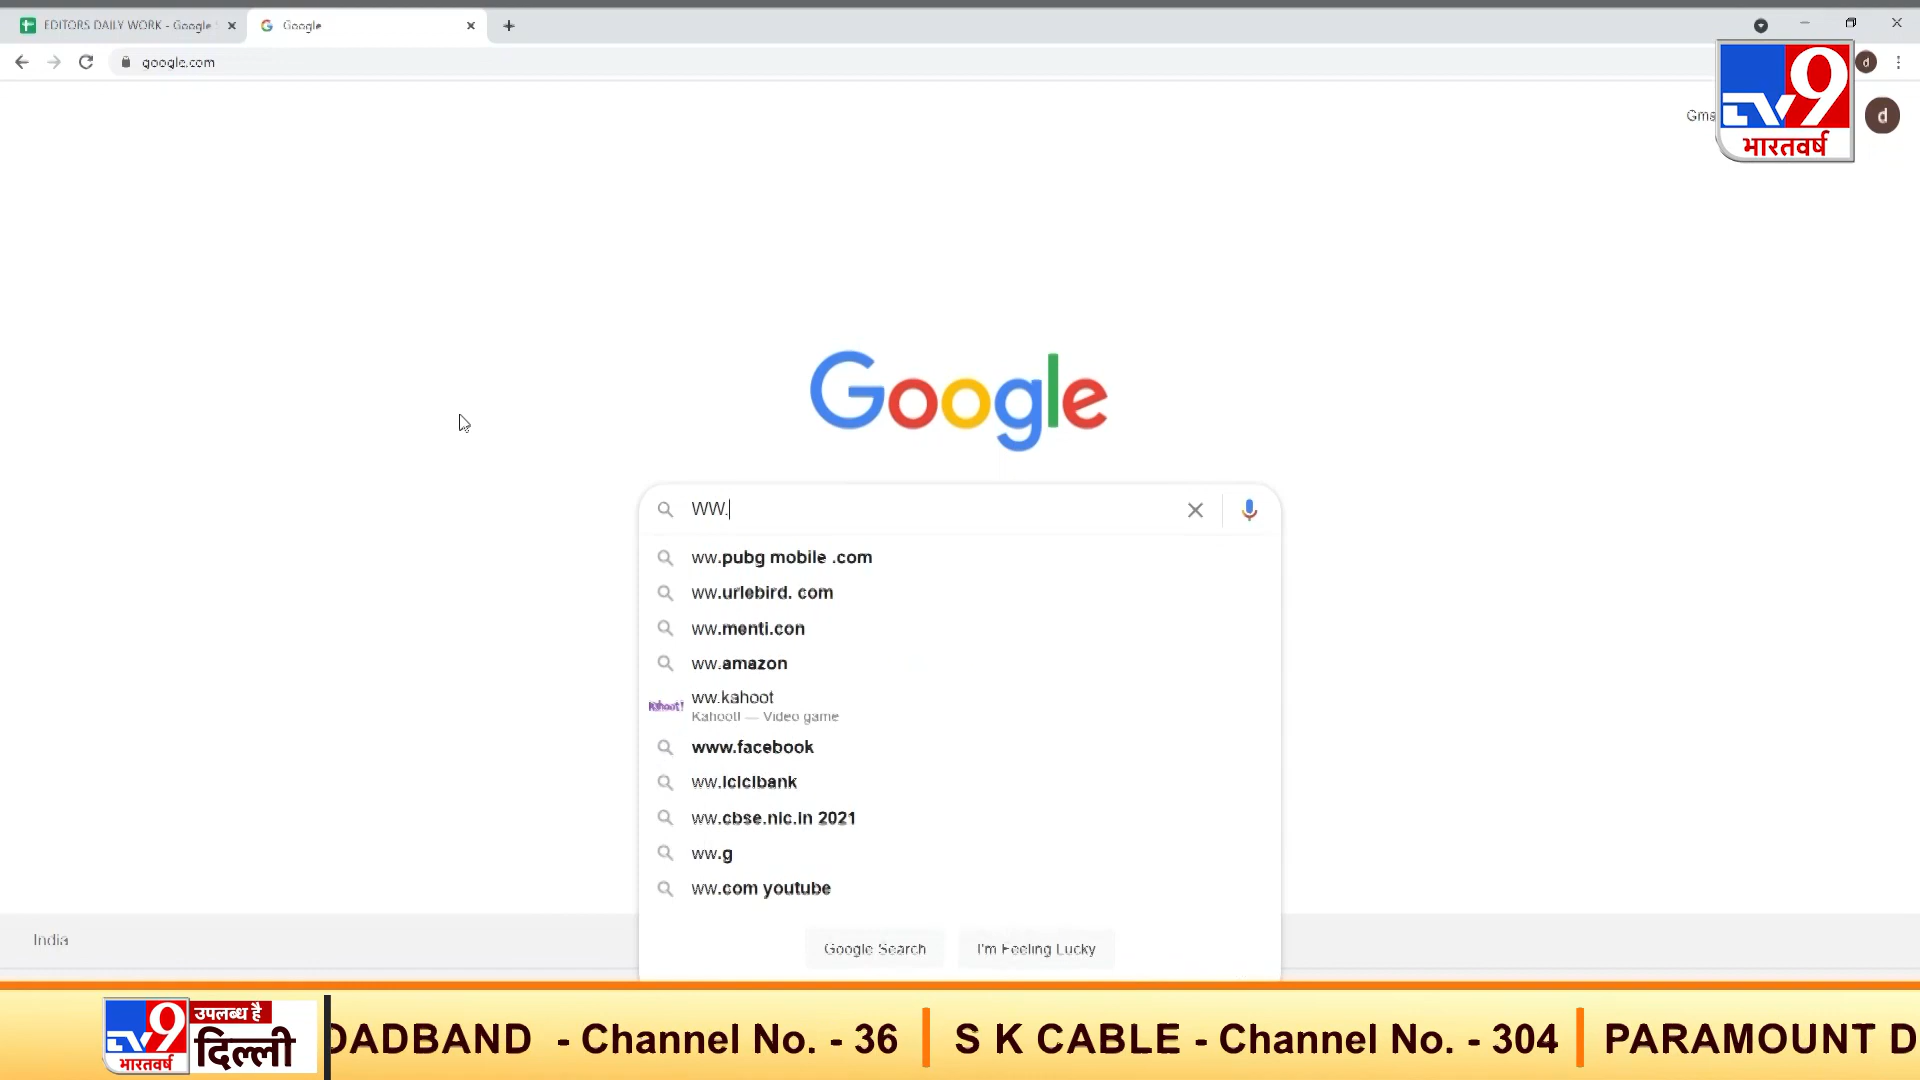 EDITORS DAILY WORK - Google
Google
google.com
d
Gma
d
TV9
भारतवर्ष
Google
WW.
ww.pubg mobile .com
ww.urlebird. com
ww.menti.con
ww.amazon
Kahoot!
ww.kahoot
Kahoot! — Video game
www.facebook
ww.icicibank
ww.cbse.nic.in 2021
ww.g
ww.com youtube
India
Google Search
I'm Feeling Lucky
TV9
भारतवर्ष
उपलब्ध है
दिल्ली
OADBAND - Channel No. - 36
S K CABLE - Channel No. - 304
PARAMOUNT D